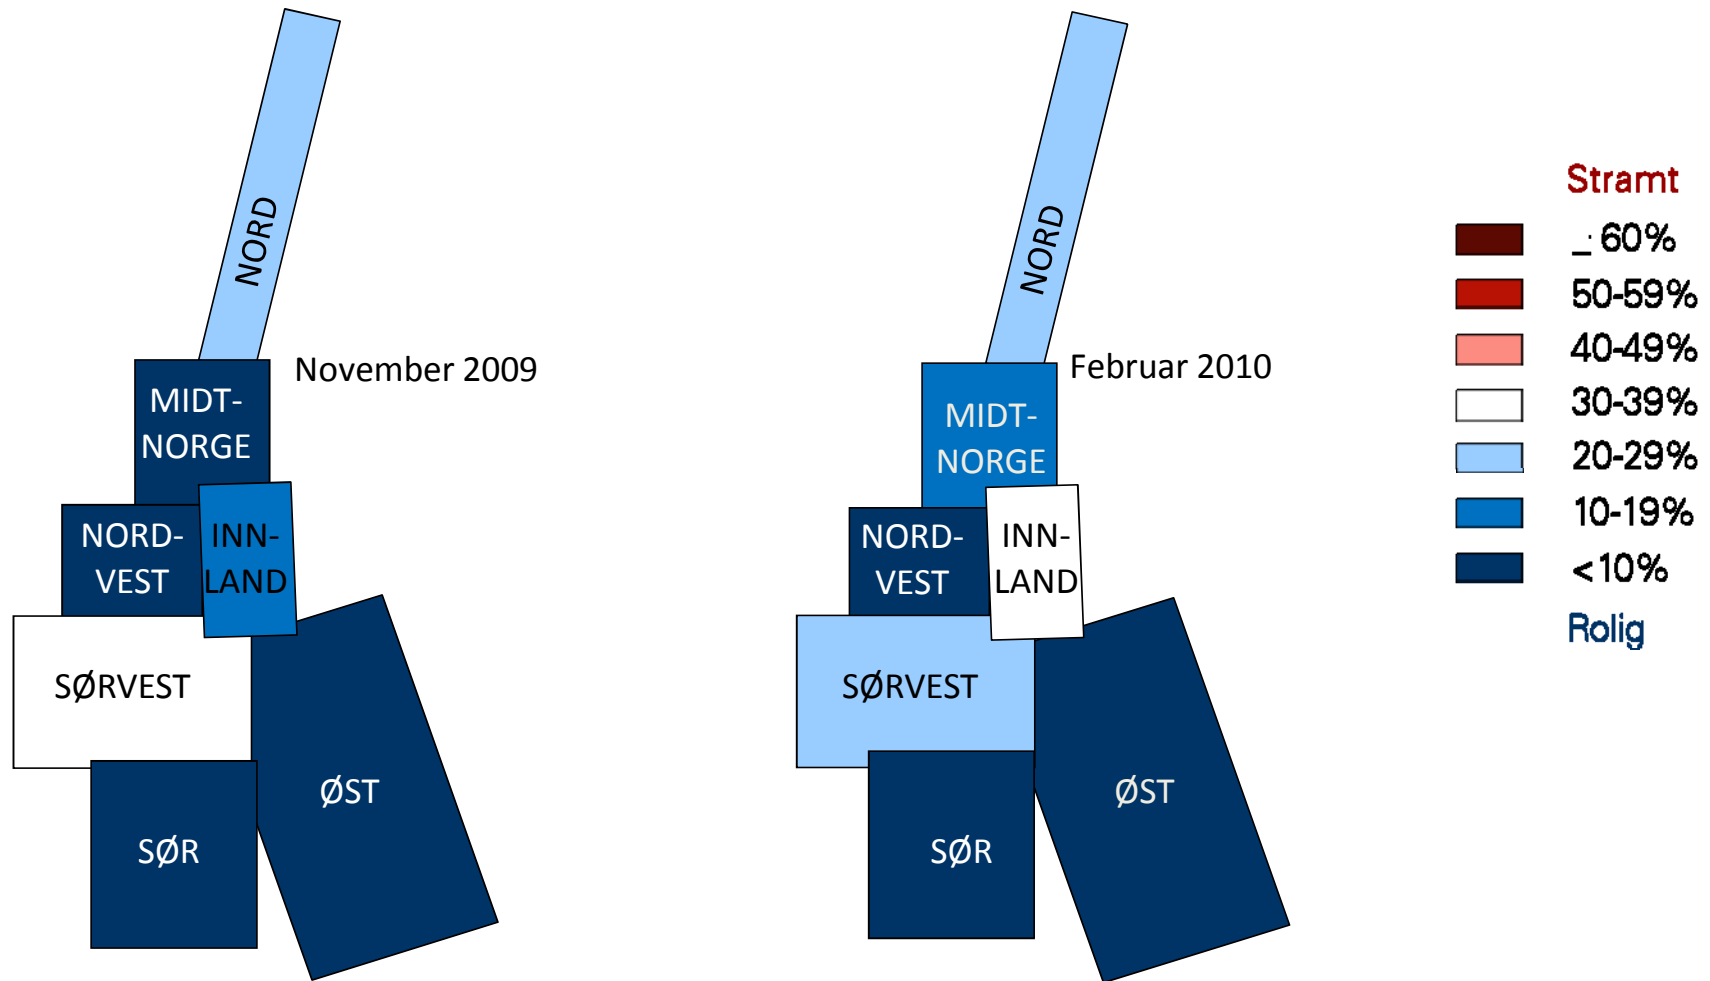 NORD
November 2009
MIDT-
NORGE
NORD-
VEST
INN-
LAND
SØRVEST
ØST
SØR
NORD
Februar 2010
MIDT-
NORGE
NORD-
VEST
INN-
LAND
SØRVEST
ØST
SØR
Stramt
60%
50-59%
40-49%
30-39%
20-29%
10-19%
<10%
Rolig